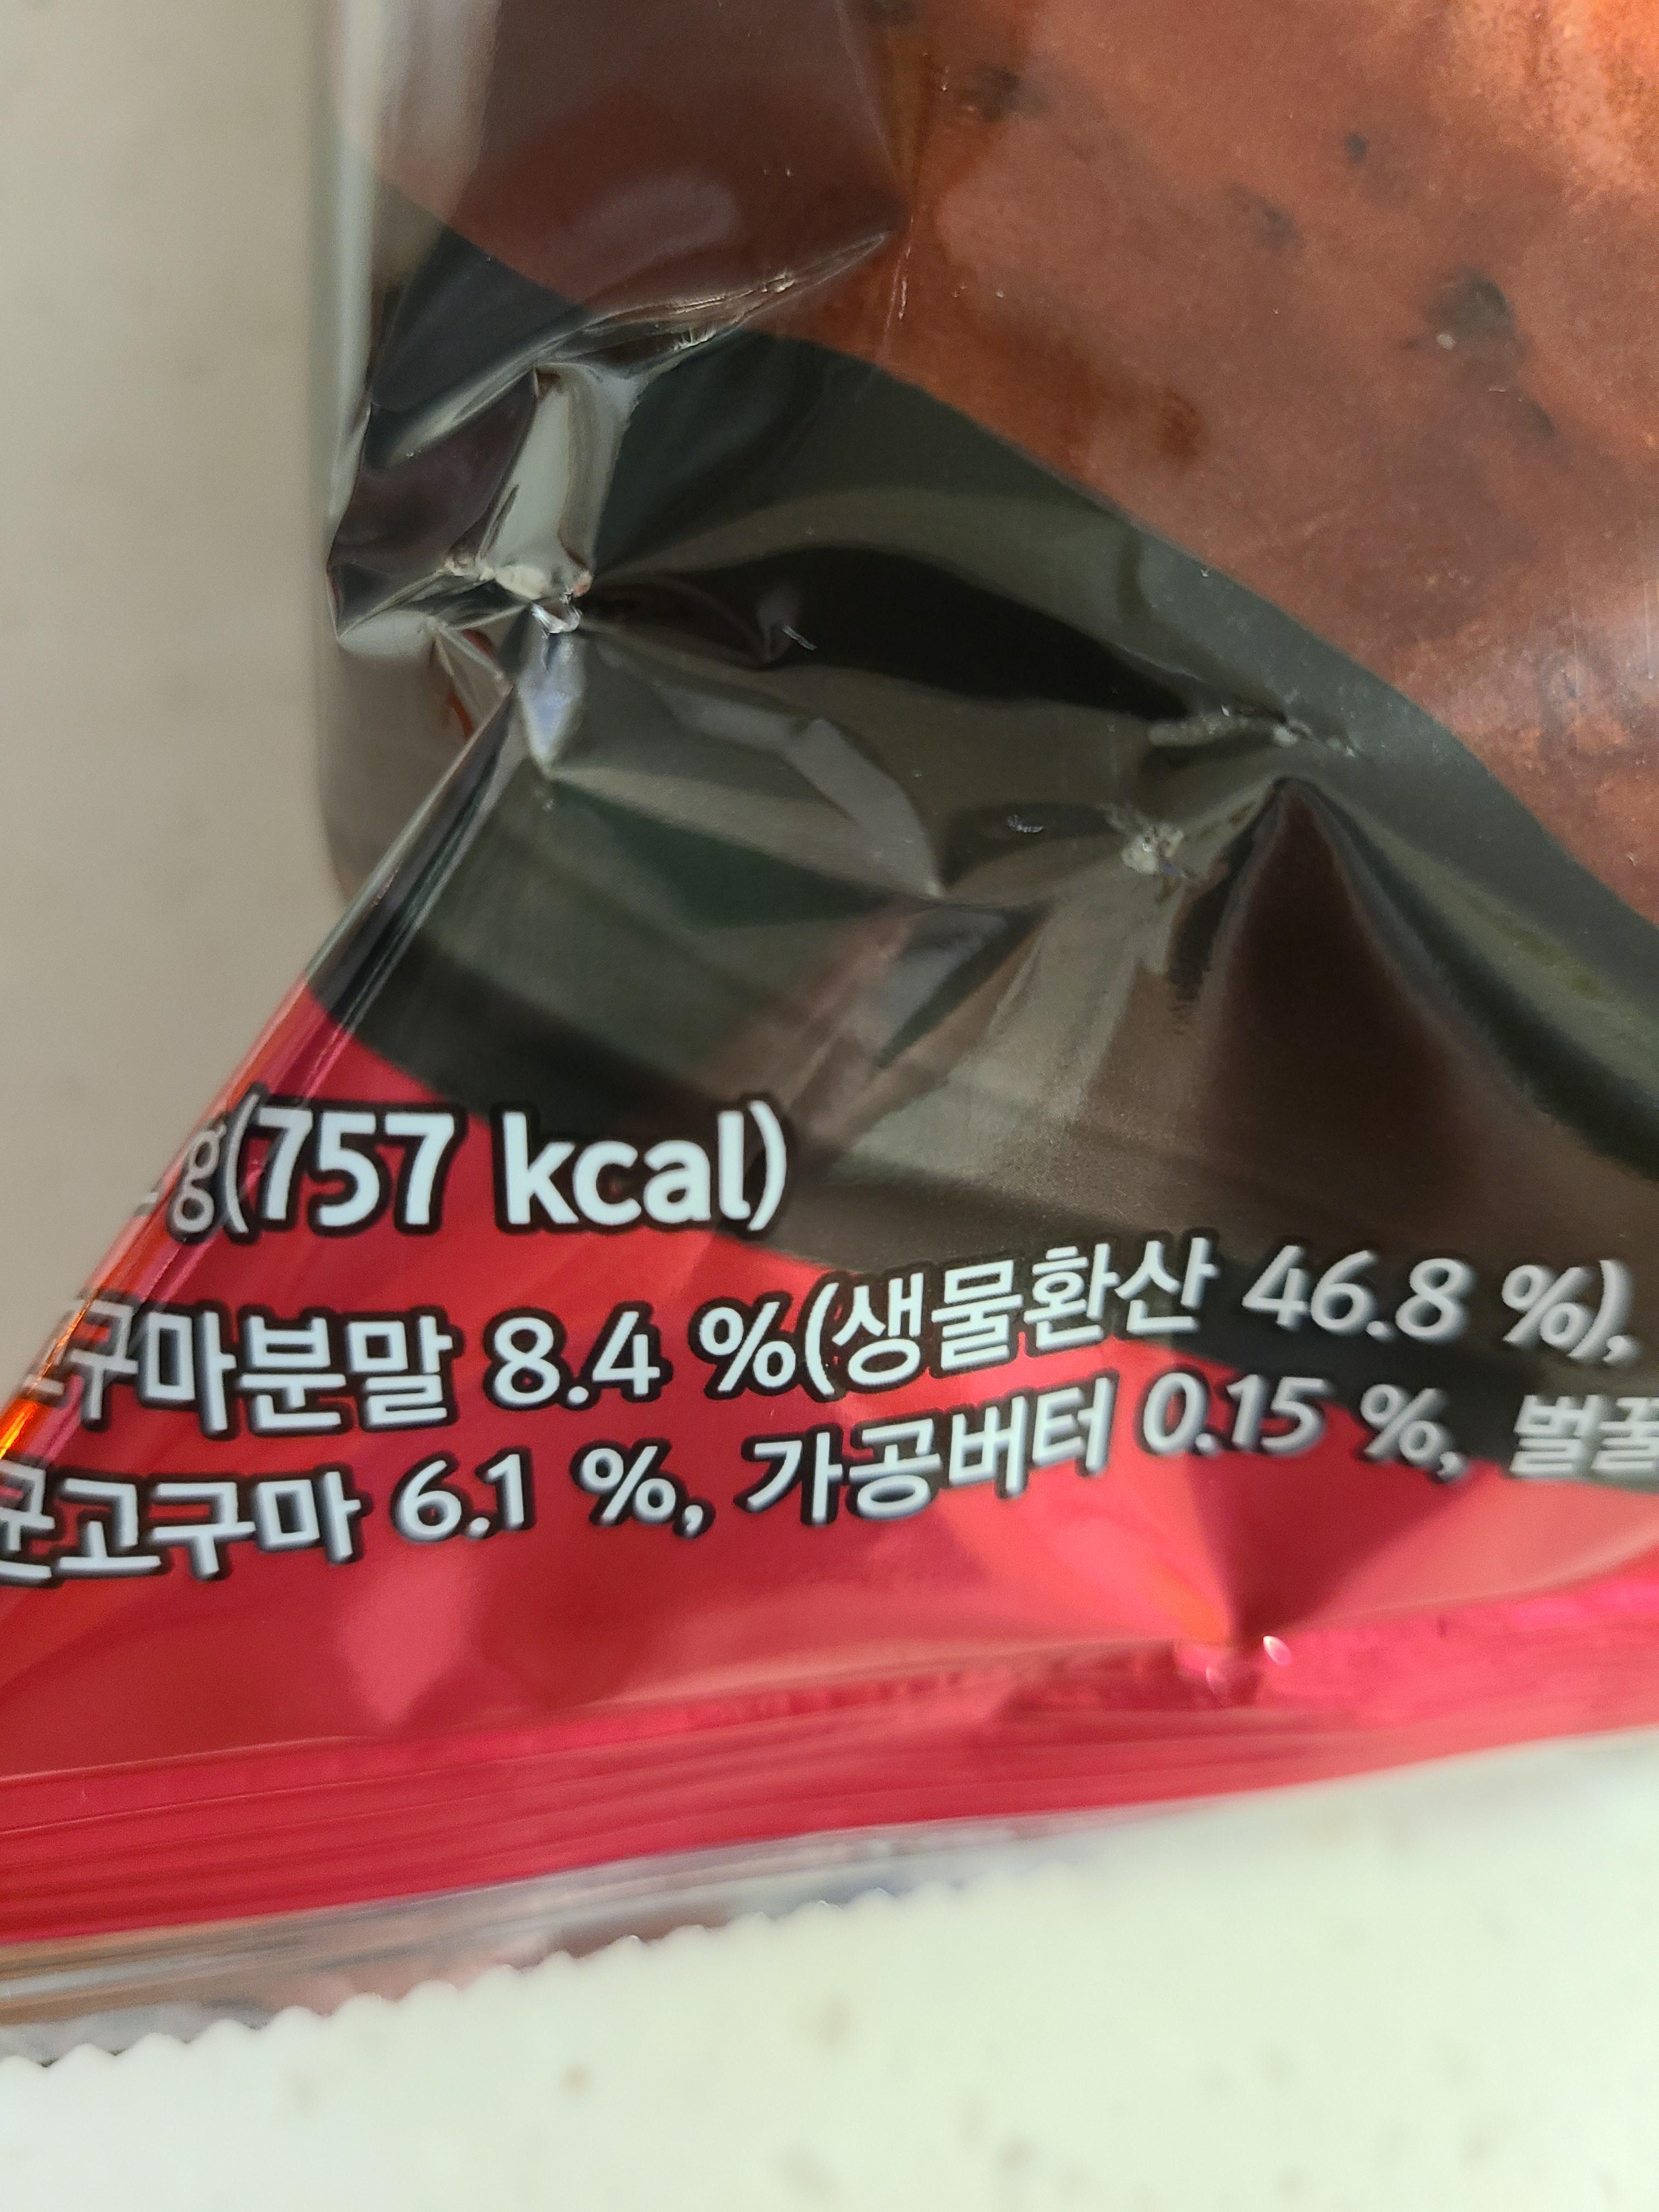 g(757 kcal)
구마분말 8.4 %(생물환산 46.8 %),
군고구마 6.1 %, 가공버터 0.15 %, 벌꿀